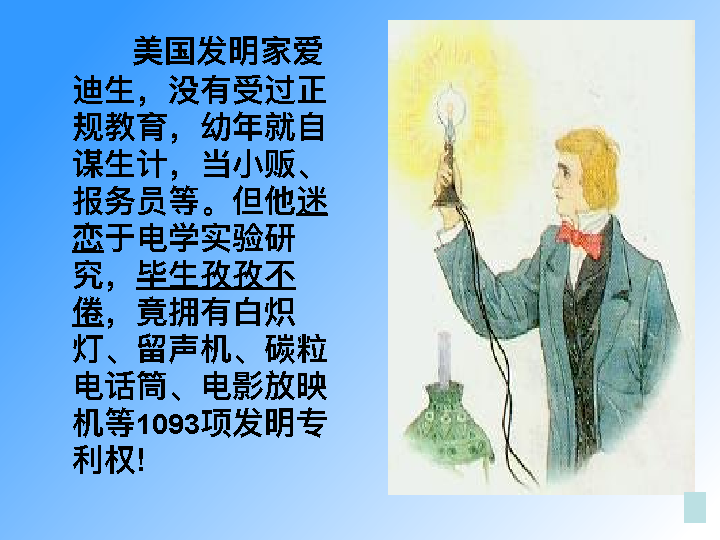 美国发明家爱
迪生，没有受过正
规教育，幼年就自
谋生计，当小贩、
报务员等。但他迷
恋于电学实验研
究，毕生孜孜不
倦，竟拥有白炽
灯、留声机、碳粒
电话筒、电影放映
机等1093项发明专
利权!